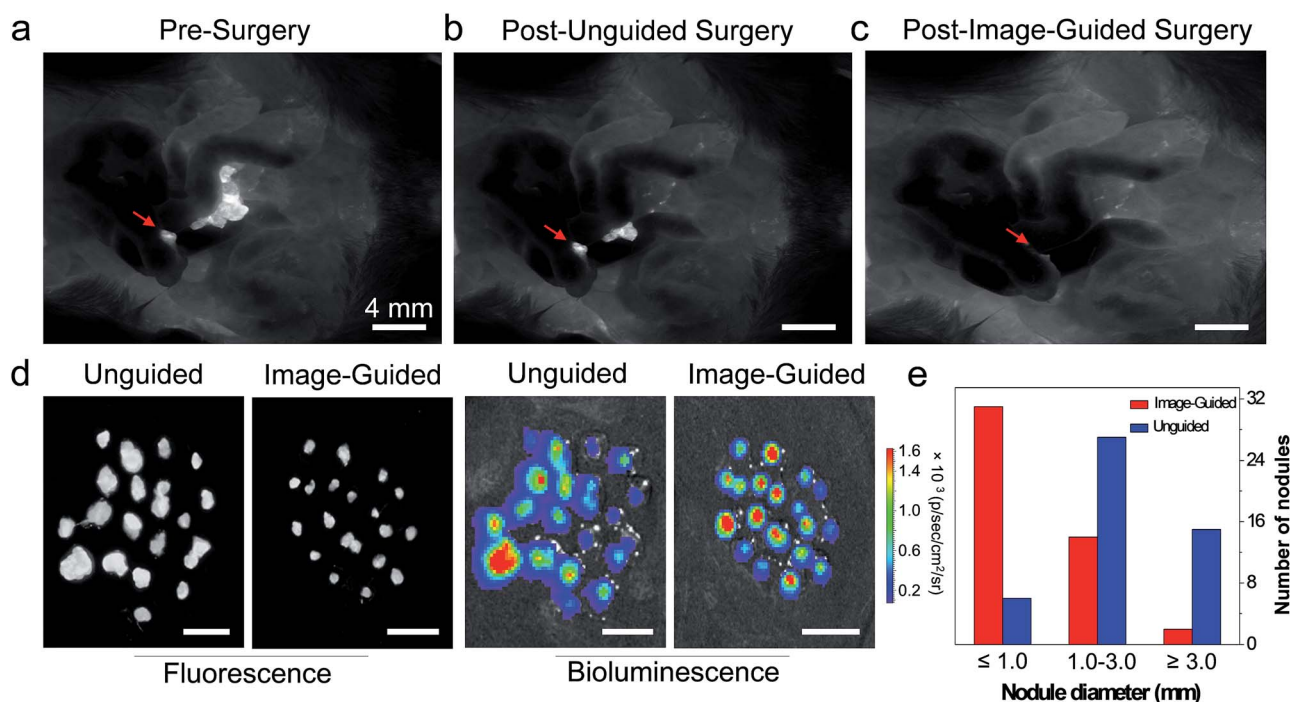 a
Pre-Surgery
b
Post-Unguided Surgery
c
Post-Image-Guided Surgery
4 mm
d
Unguided
Image-Guided
Unguided
Image-Guided
Fluorescence
Bioluminescence
1.6
1.4
1.0
0.6
0.2
× 10 3 (p/sec/cm²/sr)
e
Image-Guided
Unguided
32
24
16
8
0
Number of nodules
≤ 1.0
1.0-3.0
≥ 3.0
Nodule diameter (mm)